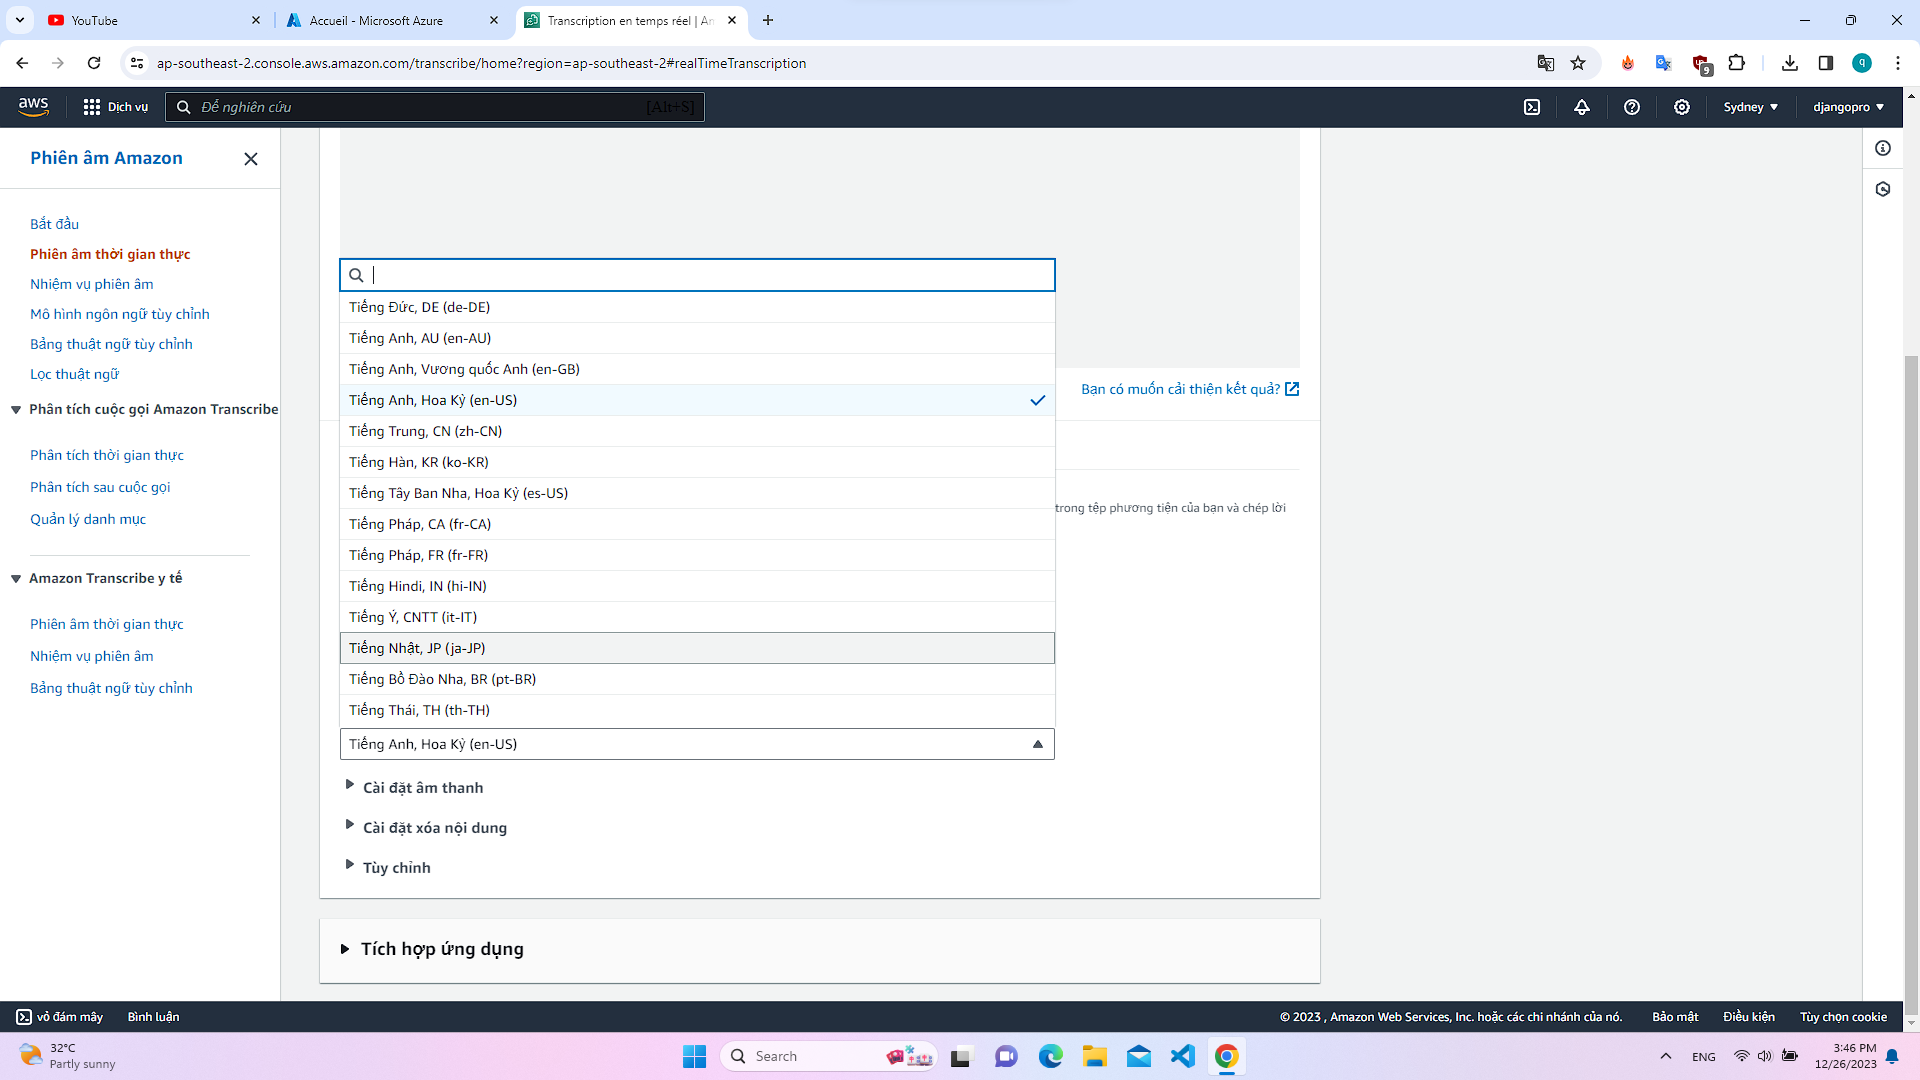 YouTube
Accueil - Microsoft Azure
Transcription en temps réel | An
ap-southeast-2.console.aws.amazon.com/transcribe/home?region=ap-southeast-2#realTimeTranscription
9
q
aws
Dịch vụ
Để nghiên cứu
[Alt+S]
Sydney
djangopro
Phiên âm Amazon
Bắt đầu
Phiên âm thời gian thực
Nhiệm vụ phiên âm
Mô hình ngôn ngữ tùy chỉnh
Bảng thuật ngữ tùy chỉnh
Lọc thuật ngữ
Phân tích cuộc gọi Amazon Transcribe
Phân tích thời gian thực
Phân tích sau cuộc gọi
Quản lý danh mục
Amazon Transcribe y tế
Phiên âm thời gian thực
Nhiệm vụ phiên âm
Bảng thuật ngữ tùy chỉnh
Tiếng Đức, DE (de-DE)
Tiếng Anh, AU (en-AU)
Tiếng Anh, Vương quốc Anh (en-GB)
Tiếng Anh, Hoa Kỳ (en-US)
Tiếng Trung, CN (zh-CN)
Tiếng Hàn, KR (ko-KR)
Tiếng Tây Ban Nha, Hoa Kỳ (es-US)
Tiếng Pháp, CA (fr-CA)
Tiếng Pháp, FR (fr-FR)
Tiếng Hindi, IN (hi-IN)
Tiếng Ý, CNTT (it-IT)
Tiếng Nhật, JP (ja-JP)
Tiếng Bồ Đào Nha, BR (pt-BR)
Tiếng Thái, TH (th-TH)
Tiếng Anh, Hoa Kỳ (en-US)
Bạn có muốn cải thiện kết quả?
trong tệp phương tiện của bạn và chép lời
Cài đặt âm thanh
Cài đặt xóa nội dung
Tùy chỉnh
Tích hợp ứng dụng
vỏ đám mây
Bình luận
© 2023 , Amazon Web Services, Inc. hoặc các chi nhánh của nó.
Bảo mật
Điều kiện
Tùy chọn cookie
32°C
Partly sunny
Search
ENG
3:46 PM
12/26/2023